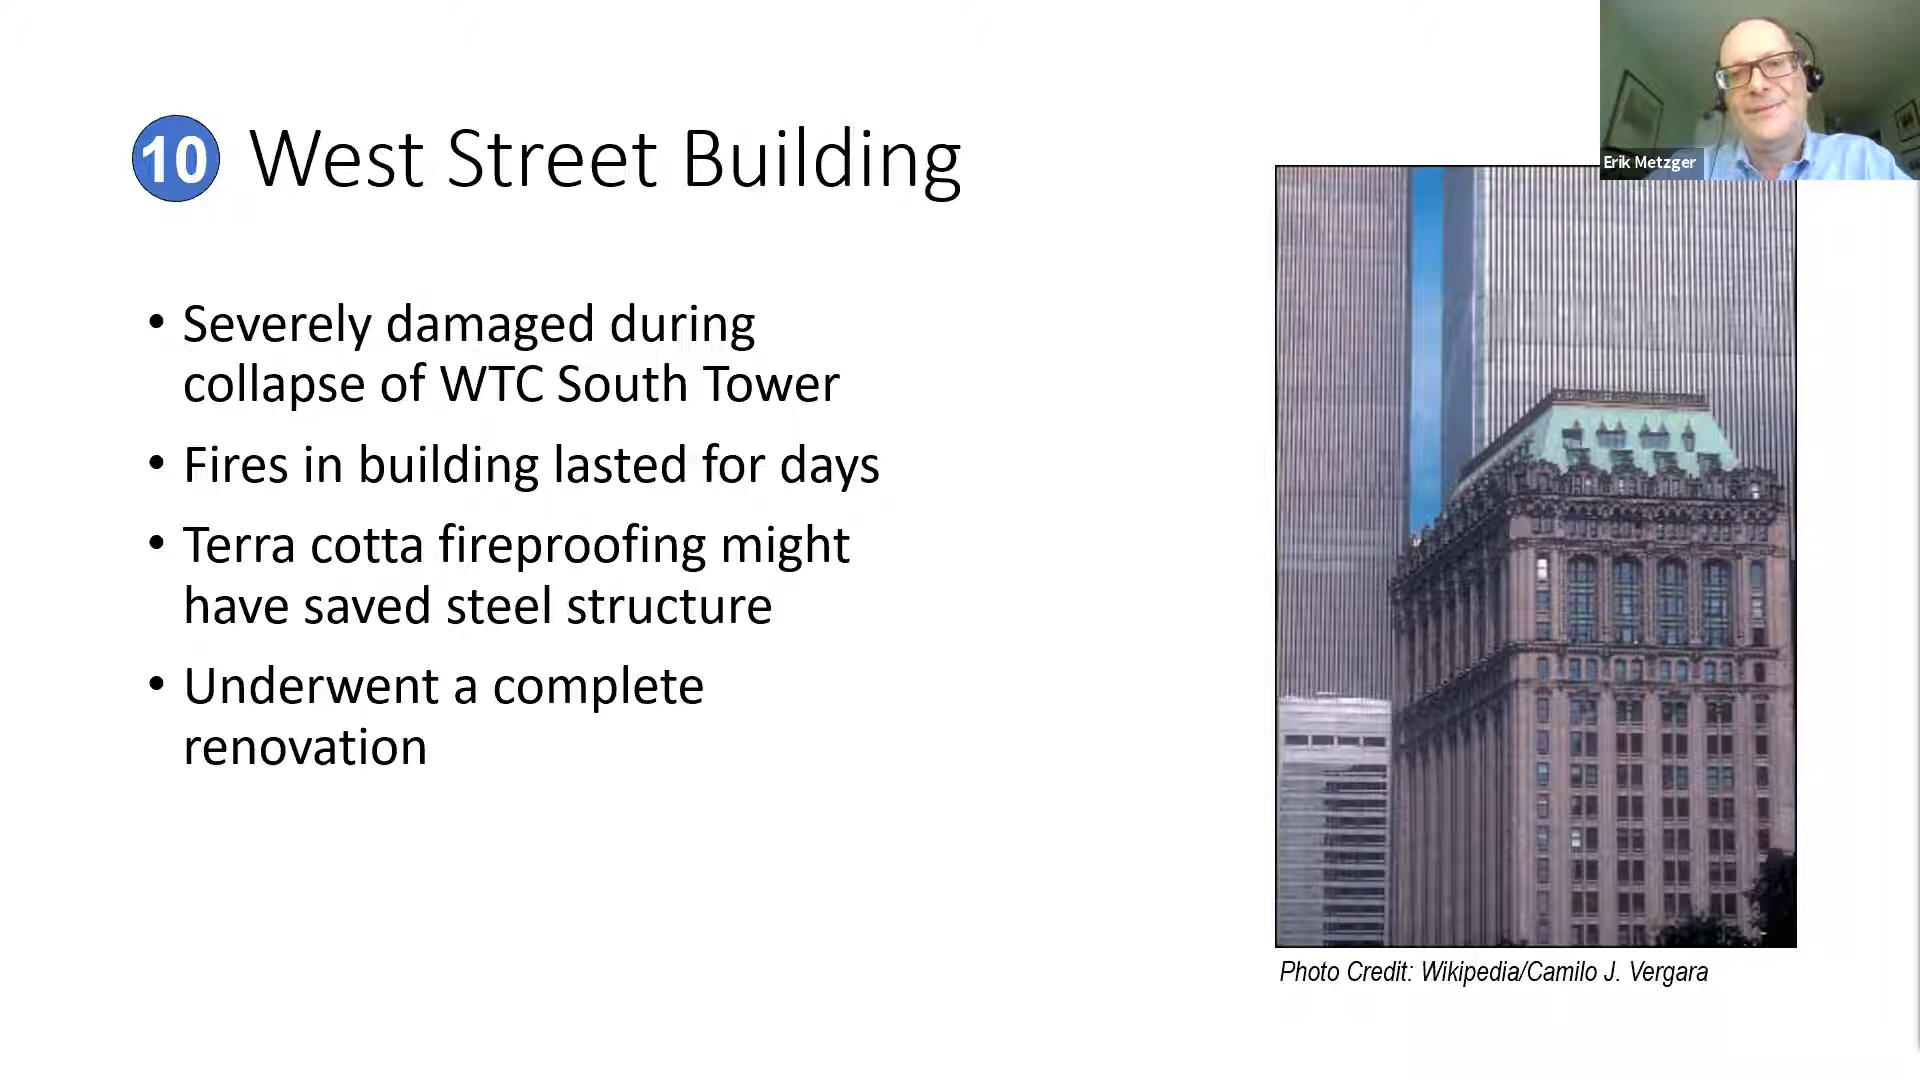 10 West Street Building
• Severely damaged during
collapse of WTC South Tower
• Fires in building lasted for days
• Terra cotta fireproofing might
have saved steel structure
• Underwent a complete
renovation
Erik Metzger
Photo Credit: Wikipedia/Camilo J. Vergara